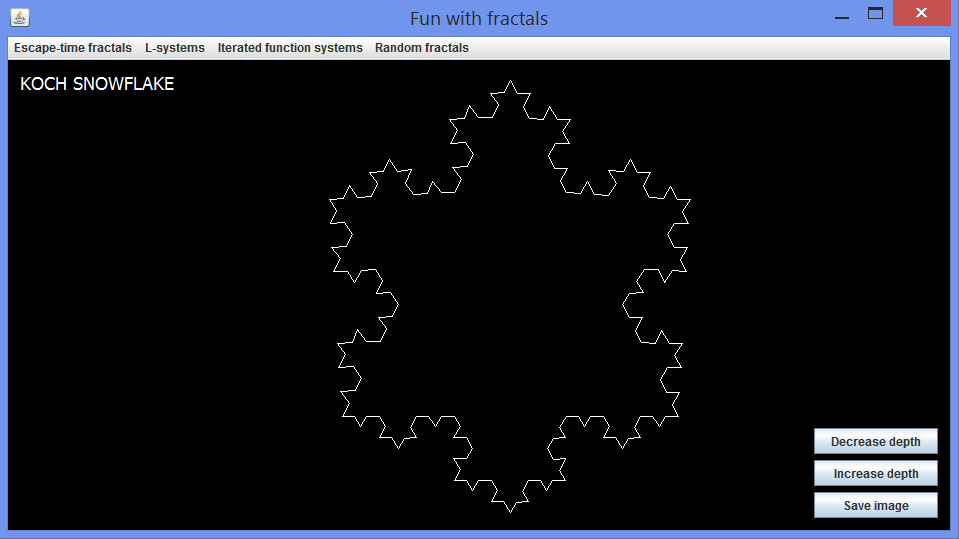 Fun with fractals
Escape-time fractals L-systems Iterated function systems Random fractals
KOCH SNOWFLAKE
Decrease depth
Increase depth
Save image